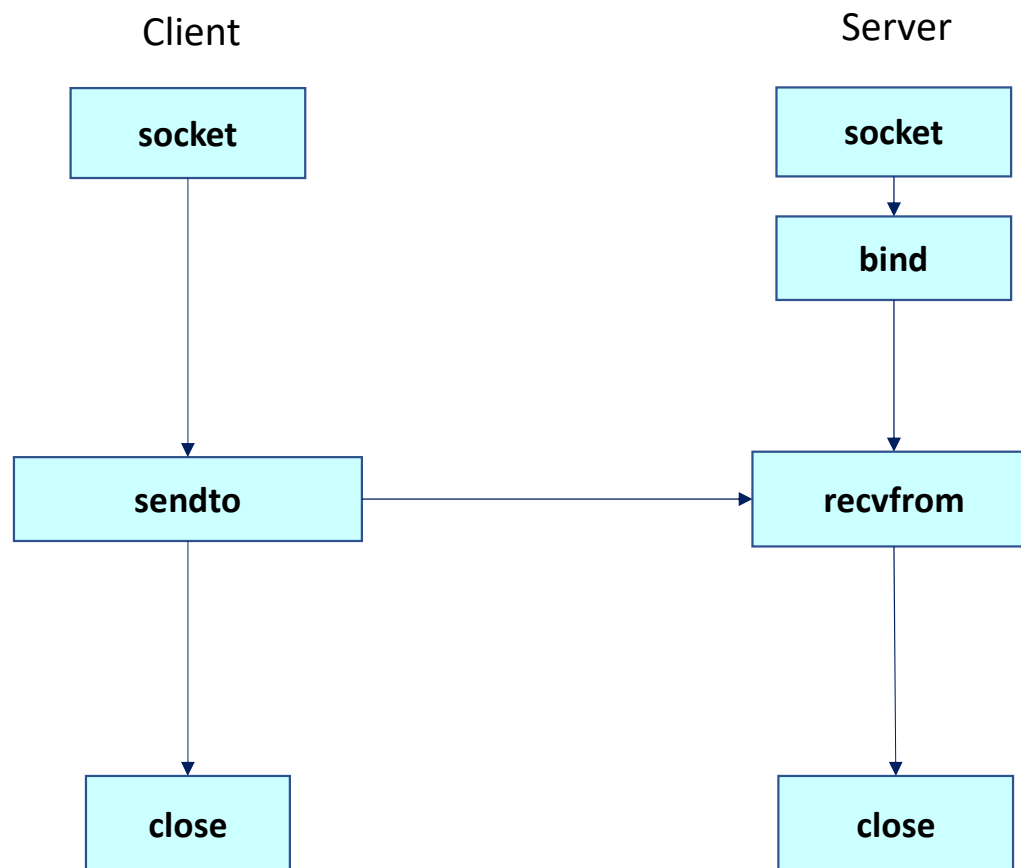 Client
Server
socket
socket
bind
sendto
recvfrom
close
close